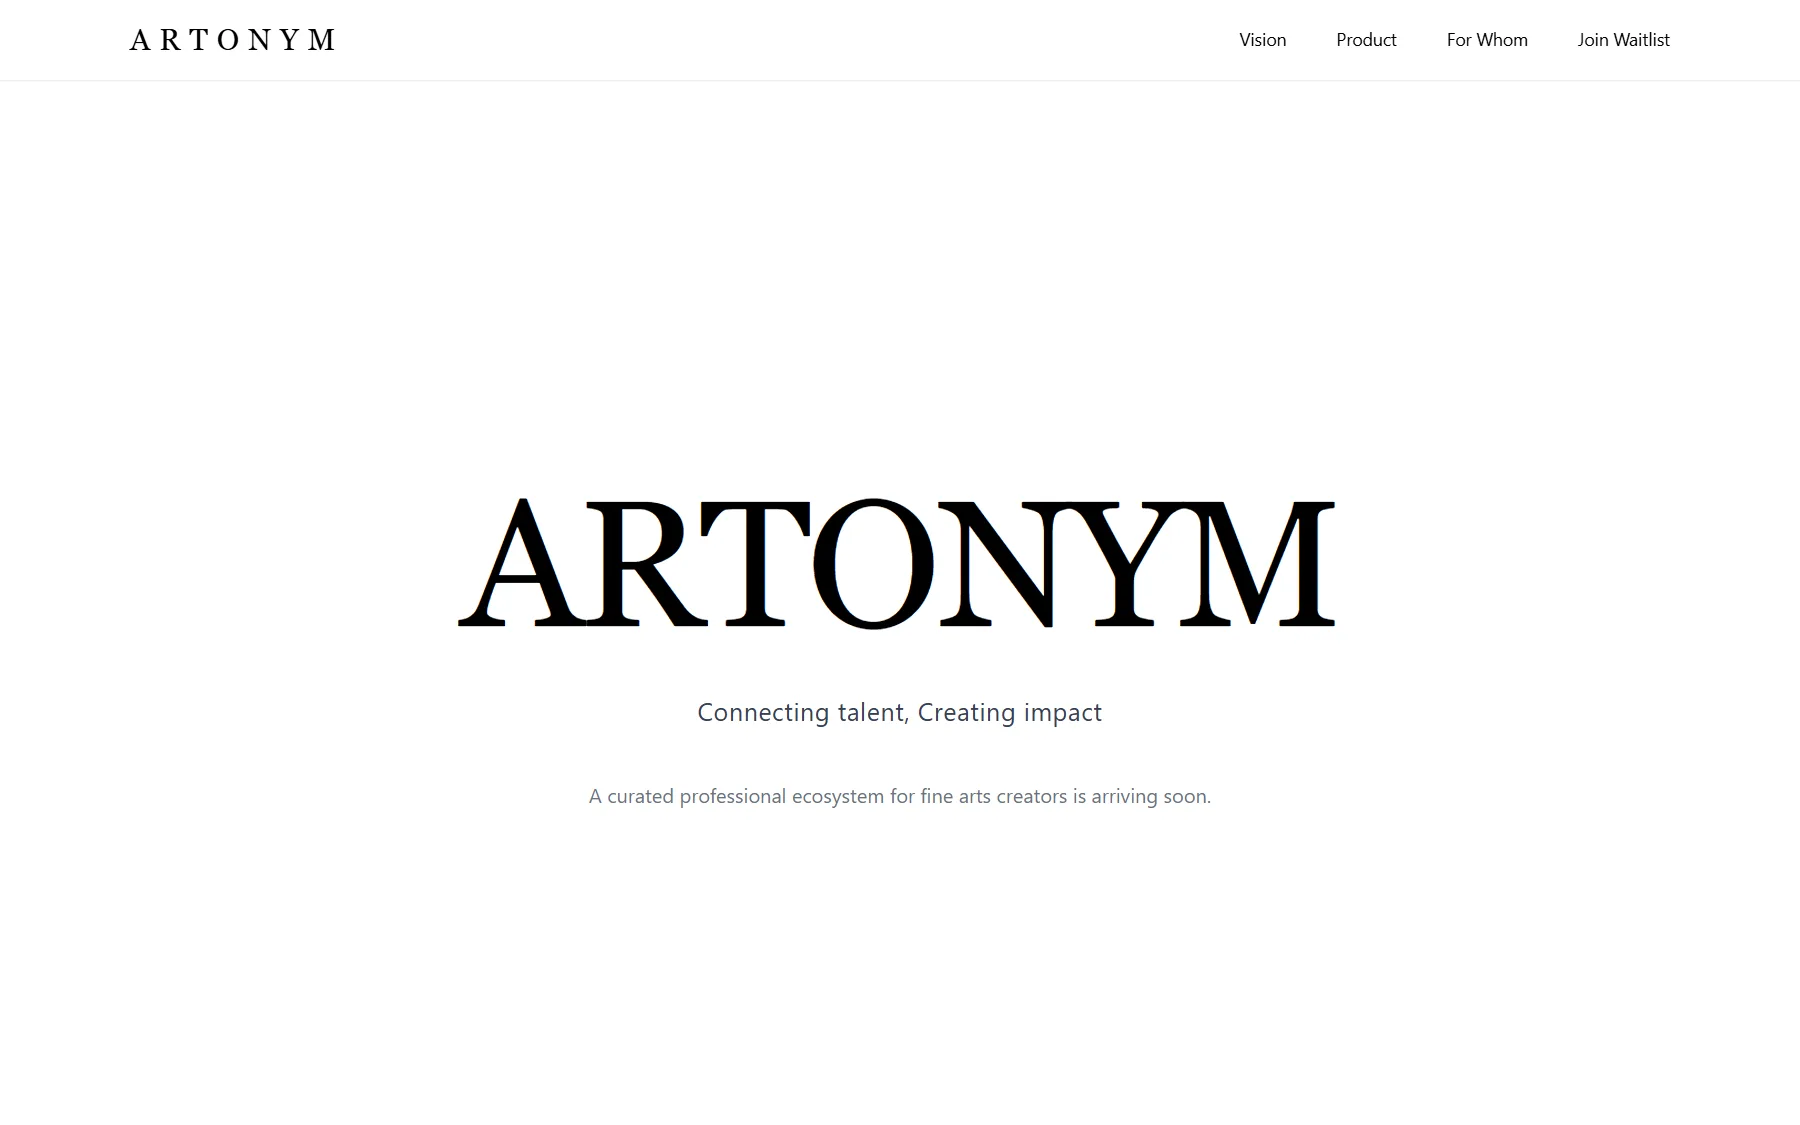 ARTONYM
Vision Product For Whom Join Waitlist
ARTONYM
Connecting talent, Creating impact
A curated professional ecosystem for fine arts creators is arriving soon.